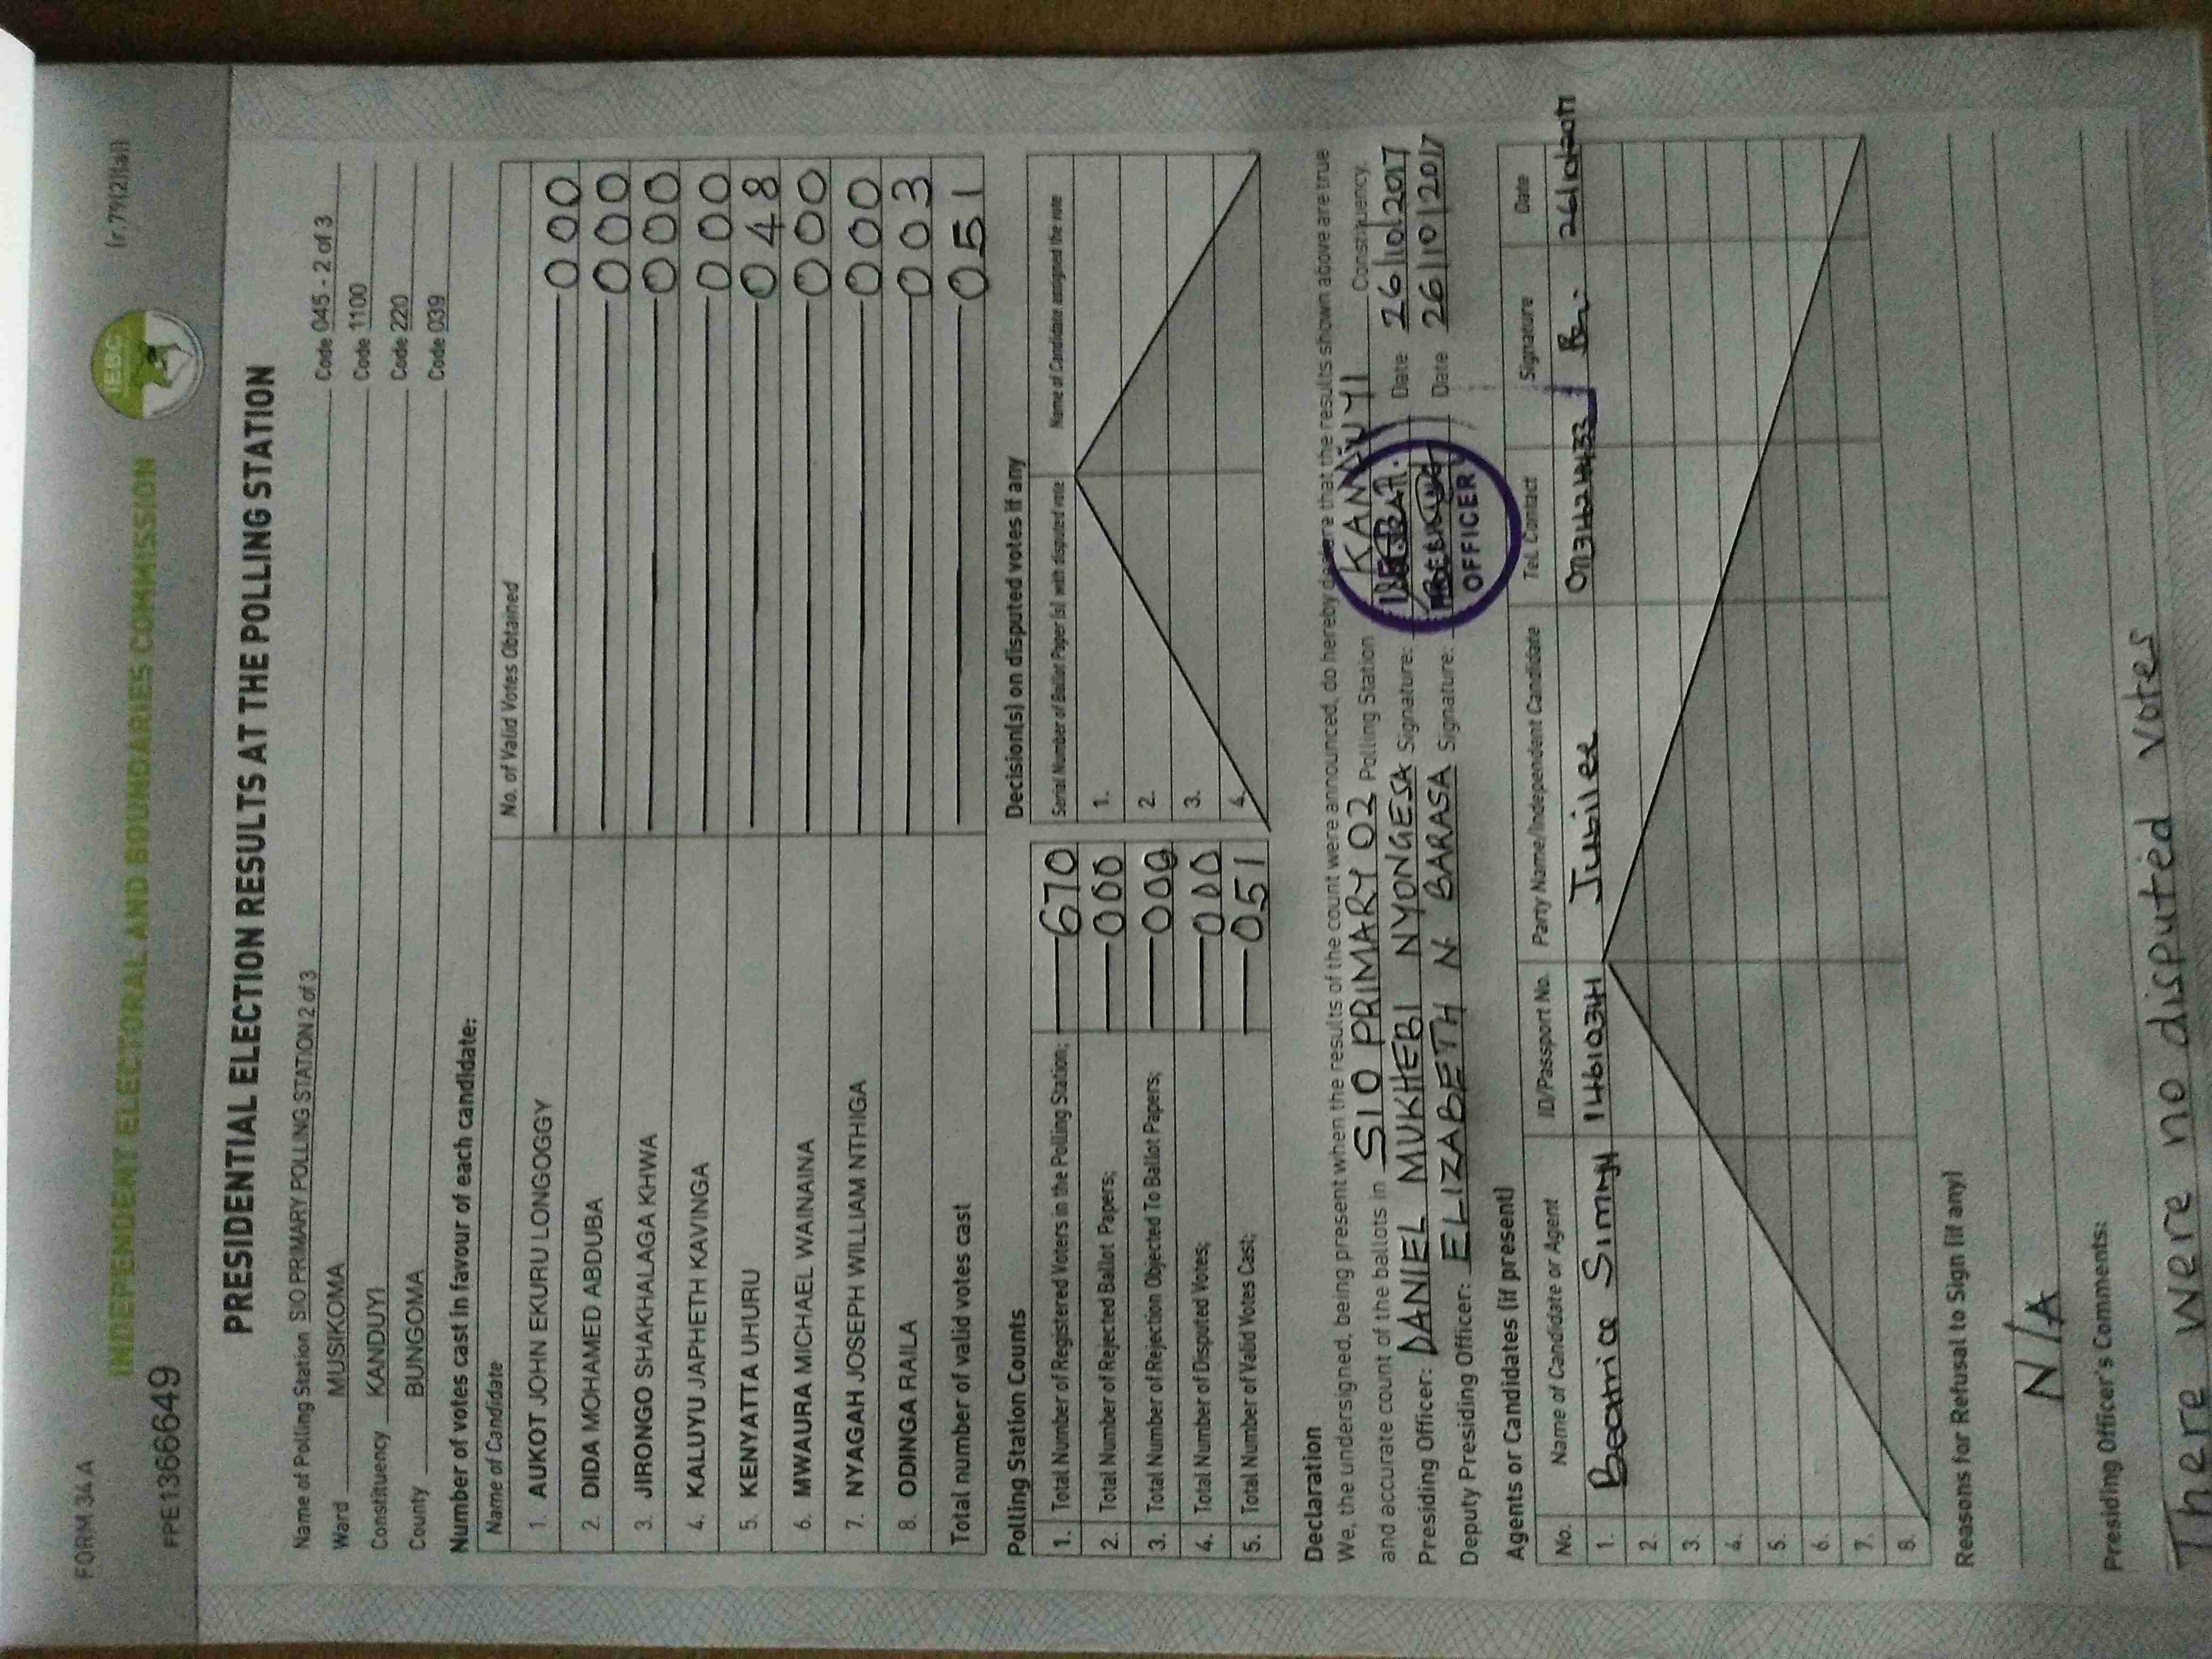 FORM 34 A
INDEPENDENT ELECTORAL AND BOUNDARIES COMMISSION
IEBC
(r.79(2)(a))
FPE1366649
PRESIDENTIAL ELECTION RESULTS AT THE POLLING STATION
Name of Polling Station SIO PRIMARY POLLING STATION 2 of 3 Code 045 - 2 of 3
Ward MUSIKOMA Code 1100
Constituency KANDUYI Code 220
County BUNGOMA Code 039
Number of votes cast in favour of each candidate:
Name of Candidate No. of Valid Votes Obtained
1. AUKOT JOHN EKURU LONGOGGY 000
2. DIDA MOHAMED ABDUBA 000
3. JIRONGO SHAKHALAGA KHWA 000
4. KALUYU JAPHETH KAVINGA 000
5. KENYATTA UHURU 048
6. MWAURA MICHAEL WAINAINA 000
7. NYAGAH JOSEPH WILLIAM NTHIGA 000
8. ODINGA RAILA 003
Total number of valid votes cast 051
Polling Station Counts
1. Total Number of Registered Voters in the Polling Station; 670
2. Total Number of Rejected Ballot Papers; 000
3. Total Number of Rejection Objected To Ballot Papers; 000
4. Total Number of Disputed Votes; 000
5. Total Number of Valid Votes Cast; 051
Decision(s) on disputed votes if any
Serial Number of Ballot Paper (s) with disputed vote Name of Candidate assigned the vote
1.
2.
3.
4.
Declaration
We, the undersigned, being present when the results of the count were announced, do hereby declare that the results shown above are true
and accurate count of the ballots in SIO PRIMARY 02 Polling Station KANDUYI Constituency.
Presiding Officer: DANIEL MUKHEBI NYONGESA Signature: Date 26/10/2017
Deputy Presiding Officer: ELIZABETH N. BARASA Signature: Date 26/10/2017
PRESIDING
OFFICER
Agents or Candidates (if present)
No. Name of Candidate or Agent ID/Passport No. Party Name/Independent Candidate Tel. Contact Signature Date
1. Beatrice Jubilee
2.
3.
4.
5.
6.
7.
8.
Reasons for Refusal to Sign (if any)
N/A
Presiding Officer's Comments:
There were no disputed votes